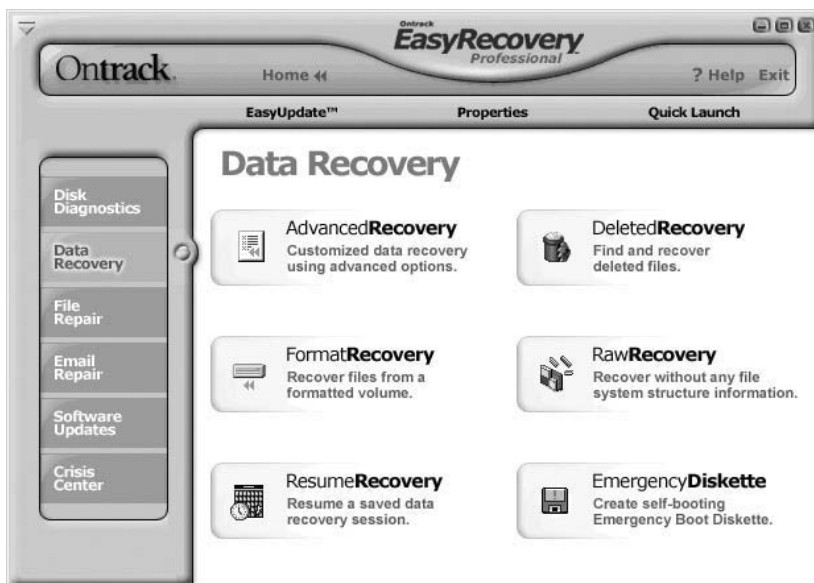 Ontrack
EasyRecovery
Professional
Ontrack.
Home
? Help Exit
EasyUpdate™ Properties Quick Launch
Disk
Diagnostics
Data
Recovery
File
Repair
Email
Repair
Software
Updates
Crisis
Center
Data Recovery
AdvancedRecovery
Customized data recovery
using advanced options.
DeletedRecovery
Find and recover
deleted files.
FormatRecovery
Recover files from a
formatted volume.
RawRecovery
Recover without any file
system structure information.
ResumeRecovery
Resume a saved data
recovery session.
EmergencyDiskette
Create self-booting
Emergency Boot Diskette.